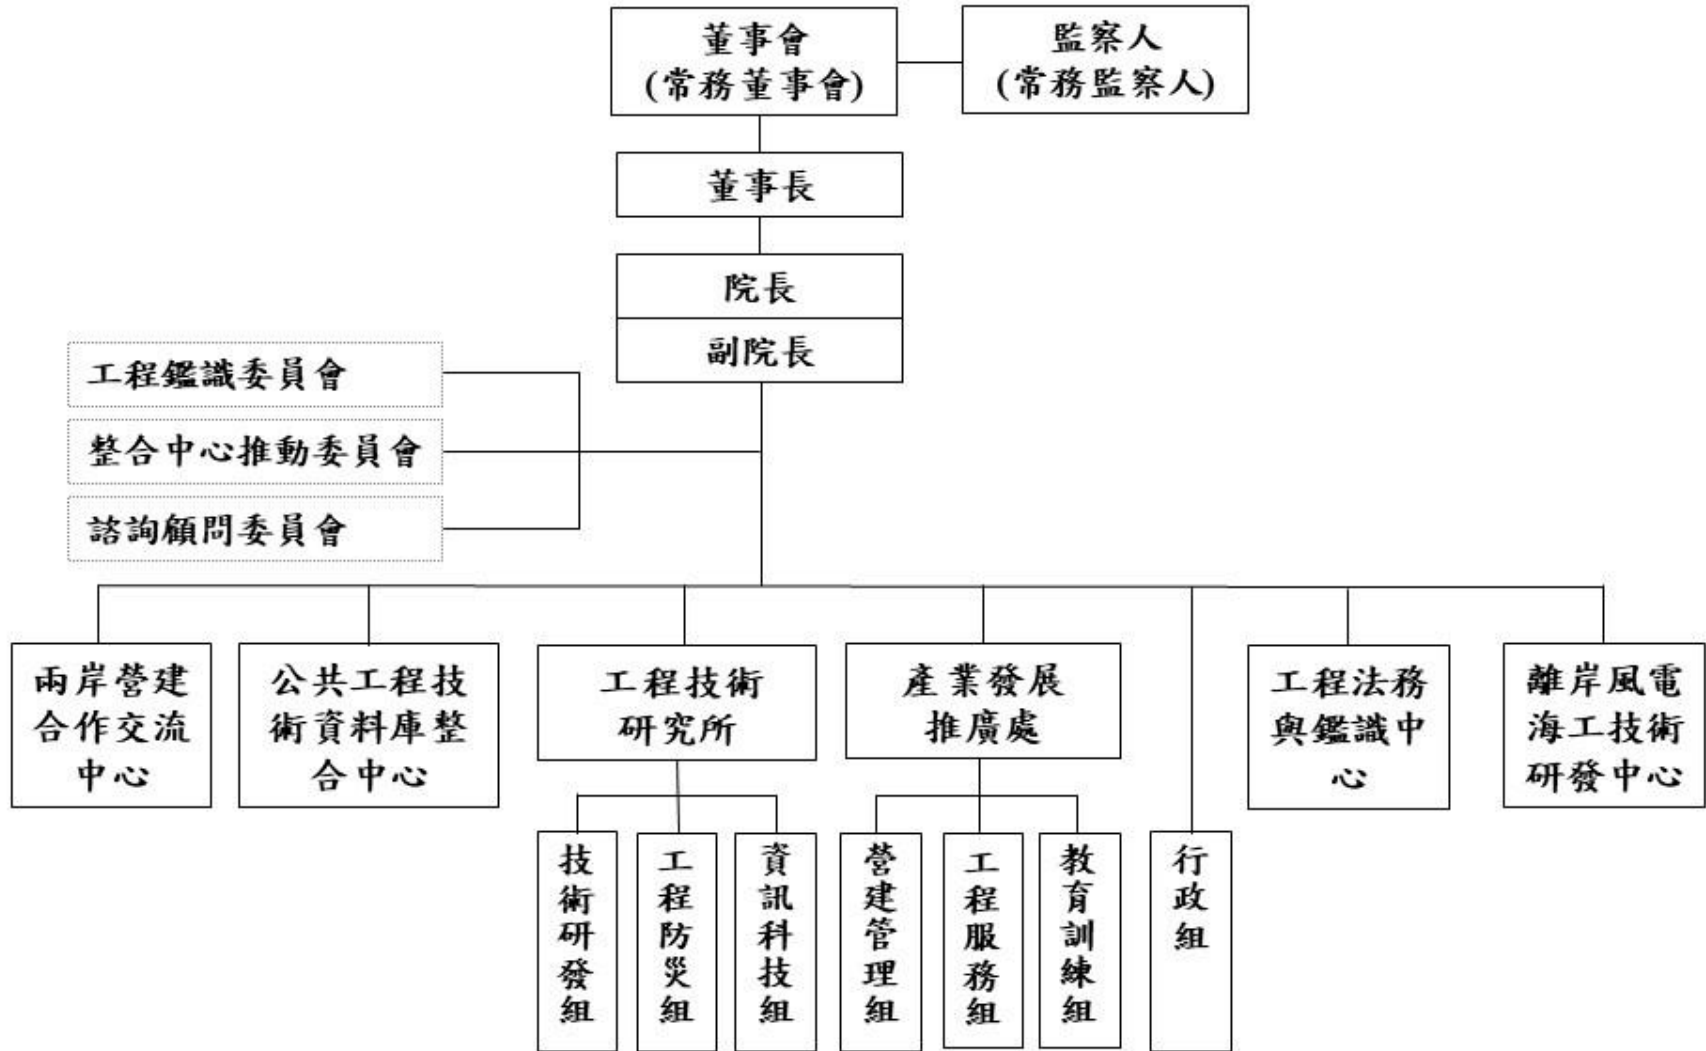 董事會
(常務董事會)
監察人
(常務監察人)
董事長
院長
副院長
工程鑑識委員會
整合中心推動委員會
諮詢顧問委員會
兩岸營建
合作交流
中心
公共工程技
術資料庫整
合中心
工程技術
研究所
產業發展
推廣處
工程法務
與鑑識中
心
離岸風電
海工技術
研發中心
技術研發組
工程防災組
資訊科技組
營建管理組
工程服務組
教育訓練組
行政組